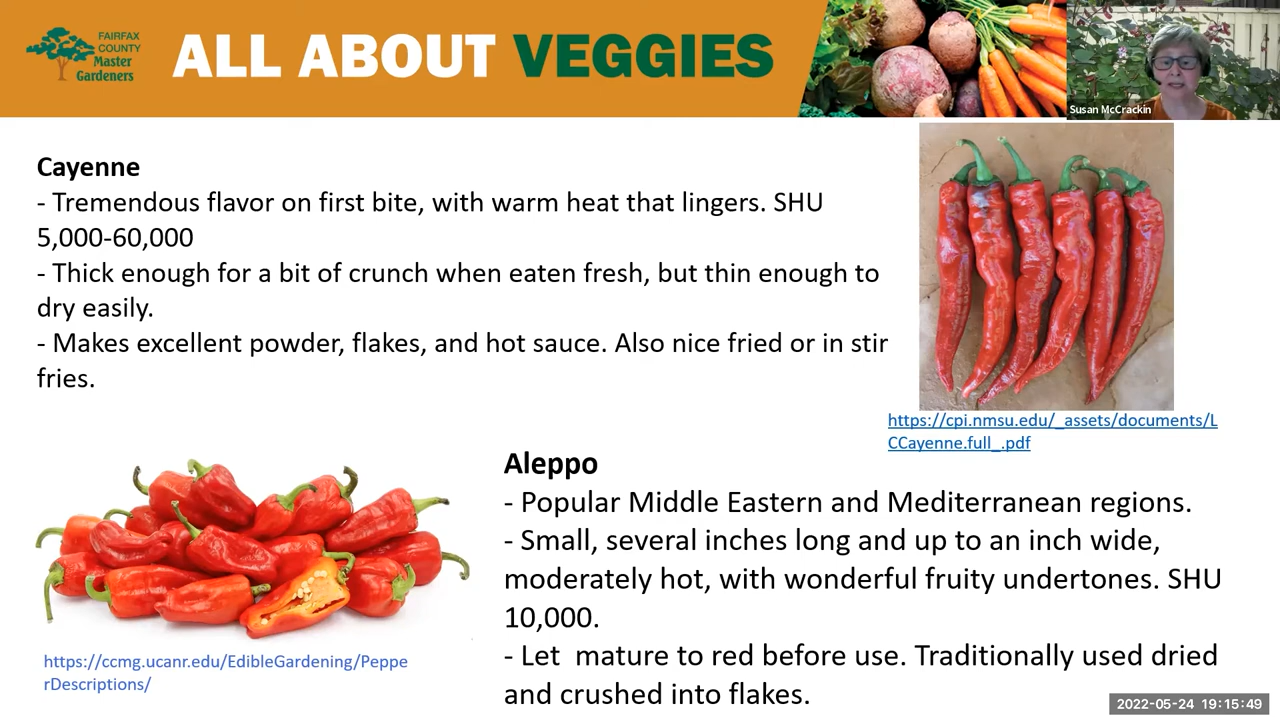 FAIRFAX
COUNTY
Master
Gardeners
ALL ABOUT VEGGIES
Susan McCrackin
Cayenne
- Tremendous flavor on first bite, with warm heat that lingers. SHU
5,000-60,000
- Thick enough for a bit of crunch when eaten fresh, but thin enough to
dry easily.
- Makes excellent powder, flakes, and hot sauce. Also nice fried or in stir
fries.
https://cpi.nmsu.edu/_assets/documents/L
CCayenne.full_.pdf
Aleppo
- Popular Middle Eastern and Mediterranean regions.
- Small, several inches long and up to an inch wide,
moderately hot, with wonderful fruity undertones. SHU
10,000.
- Let  mature to red before use. Traditionally used dried
and crushed into flakes.
https://ccmg.ucanr.edu/EdibleGardening/Peppe
rDescriptions/
2022-05-24 19:15:49